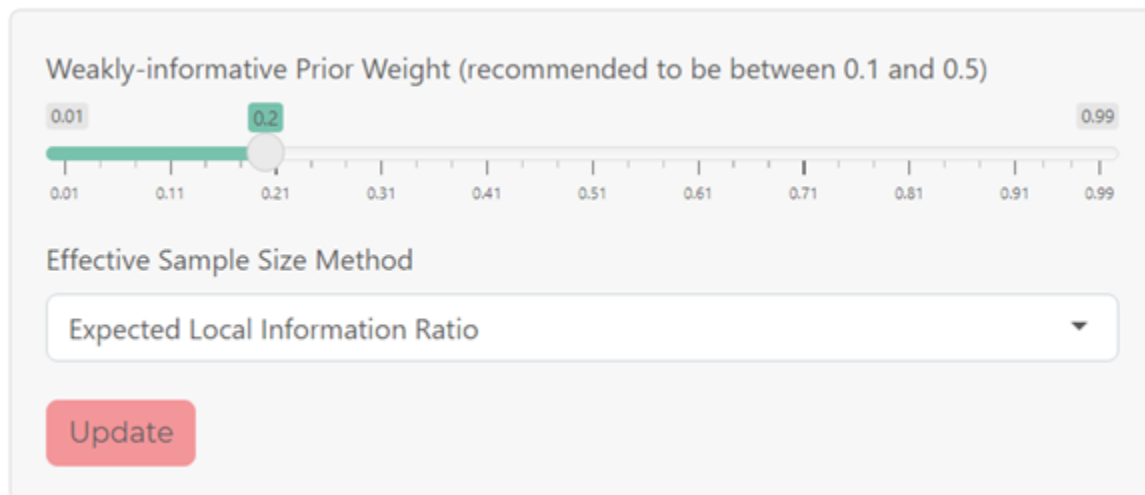 Weakly-informative Prior Weight (recommended to be between 0.1 and 0.5)
0.01 0.2 0.99
0.01 0.11 0.21 0.31 0.41 0.51 0.61 0.71 0.81 0.91 0.99
Effective Sample Size Method
Expected Local Information Ratio
Update